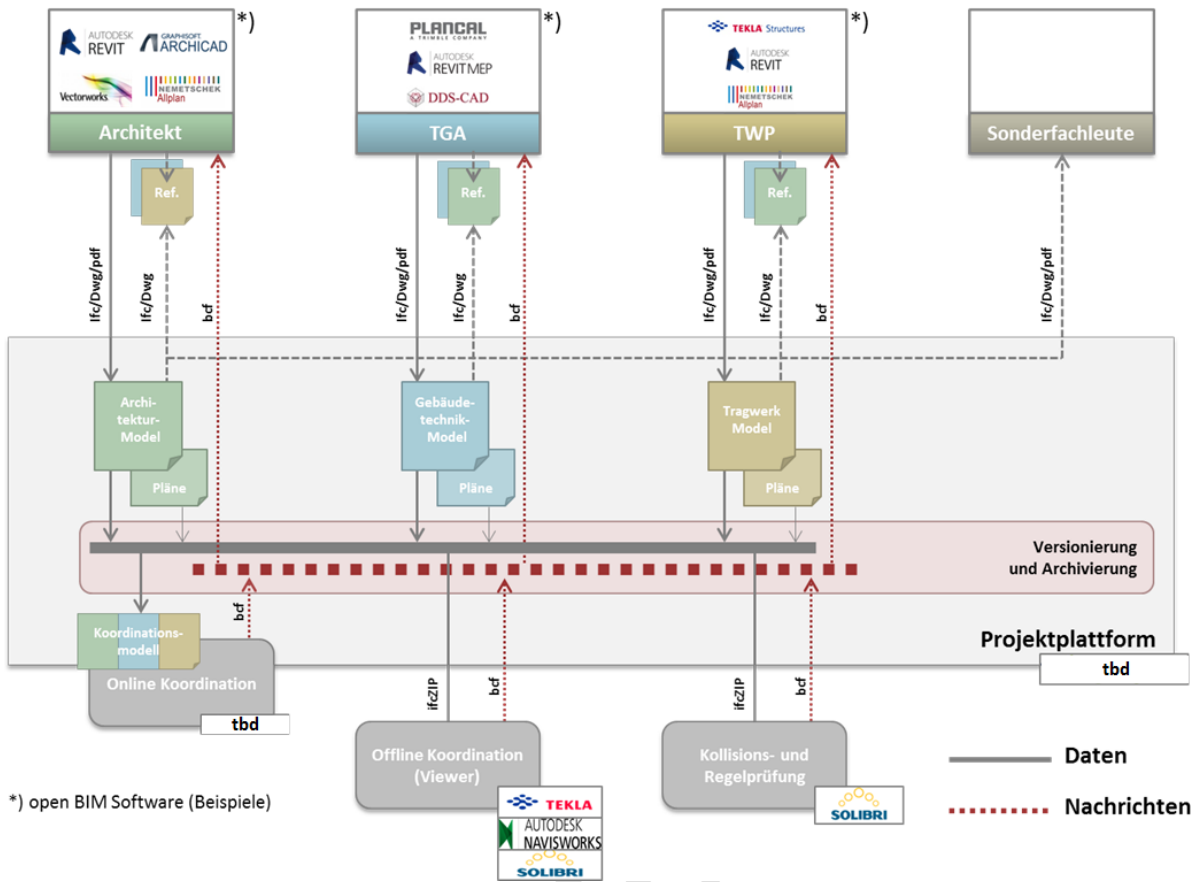 *)
*)
*)
AUTODESK
REVIT
GRAPHISOFT
ARCHICAD
Vectorworks
NEMETSCHEK
Allplan
PLANCAL
A TRIMBLE COMPANY
AUTODESK
REVIT MEP
DDS-CAD
TEKLA Structures
AUTODESK
REVIT
NEMETSCHEK
Allplan
Architekt
TGA
TWP
Sonderfachleute
Ref.
Ref.
Ref.
Ifc/Dwg/pdf
Ifc/Dwg
bcf
Ifc/Dwg/pdf
Ifc/Dwg
bcf
Ifc/Dwg/pdf
Ifc/Dwg
bcf
Ifc/Dwg/pdf
Archi-
tektur-
Model
Pläne
Gebäude-
technik-
Model
Pläne
Tragwerk
Model
Pläne
Versionierung
und Archivierung
bcf
Koordinations-
modell
Online Koordination
tbd
Projektplattform
tbd
ifcZIP
bcf
ifcZIP
bcf
Offline Koordination
(Viewer)
TEKLA
AUTODESK
NAVISWORKS
SOLIBRI
Kollisions- und
Regelprüfung
SOLIBRI
Daten
Nachrichten
*) open BIM Software (Beispiele)